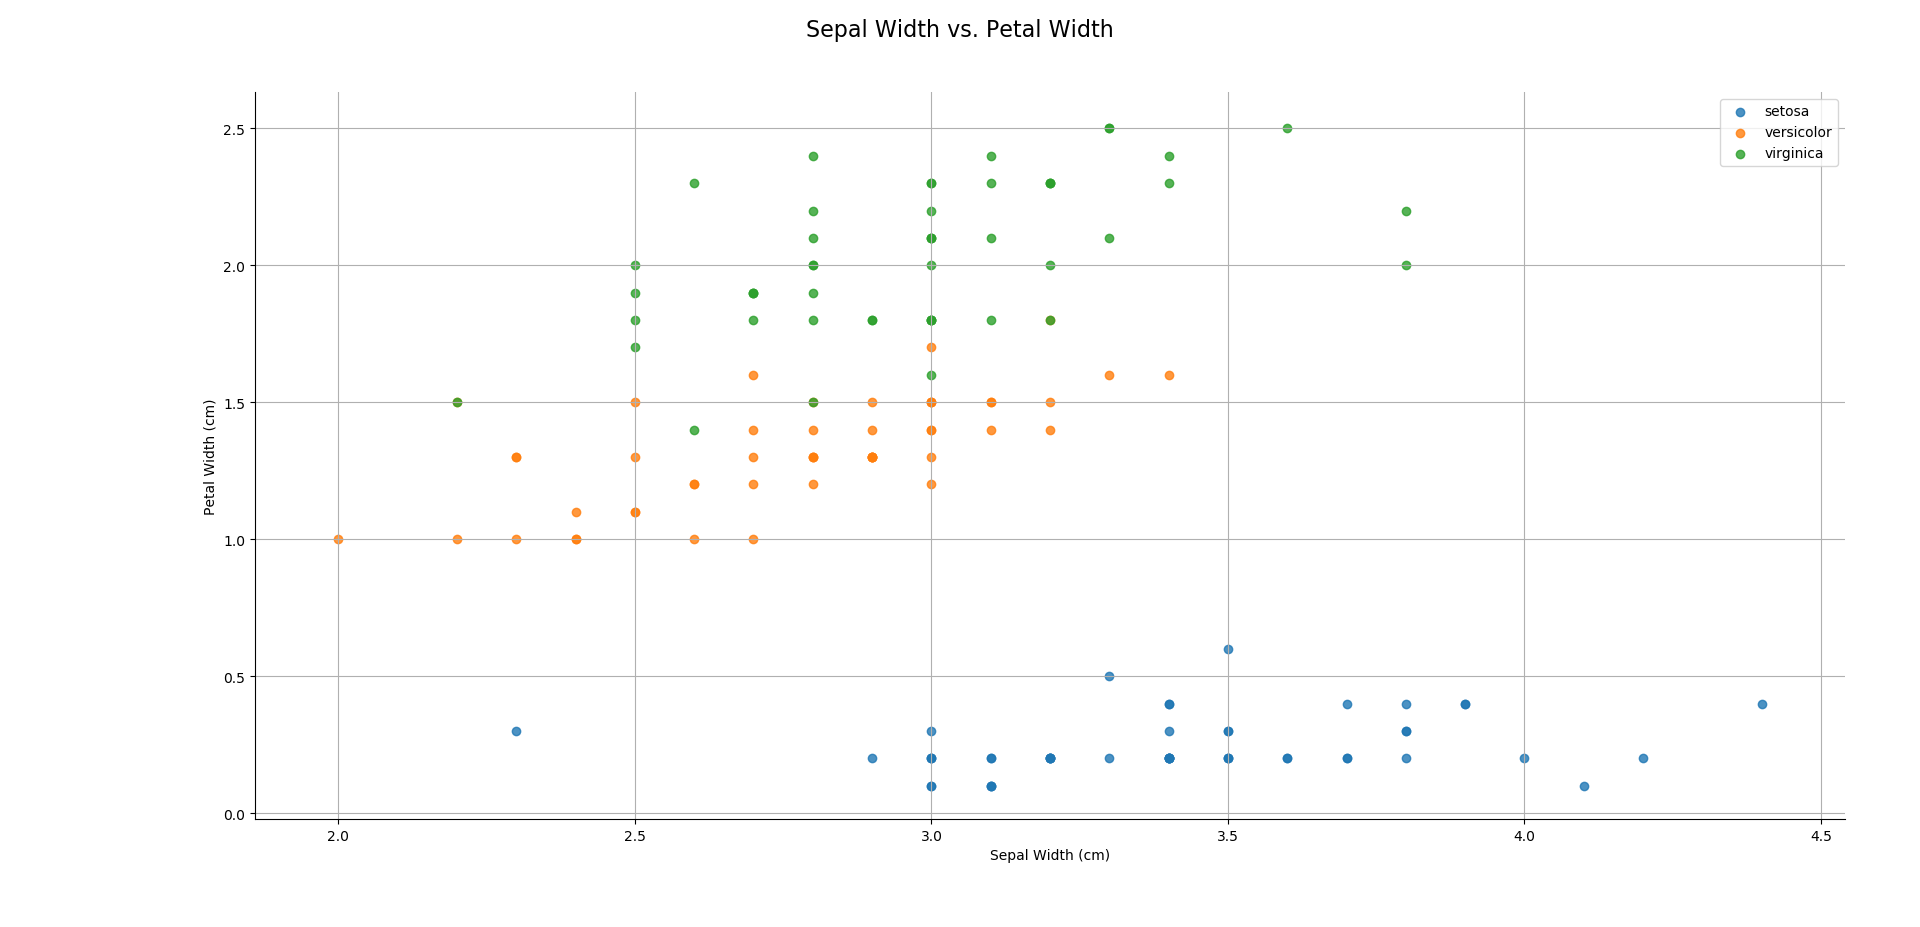 Sepal Width vs. Petal Width
setosa
versicolor
virginica
2.5
2.0
1.5
1.0
0.5
0.0
Petal Width (cm)
2.0 2.5 3.0 3.5 4.0 4.5
Sepal Width (cm)